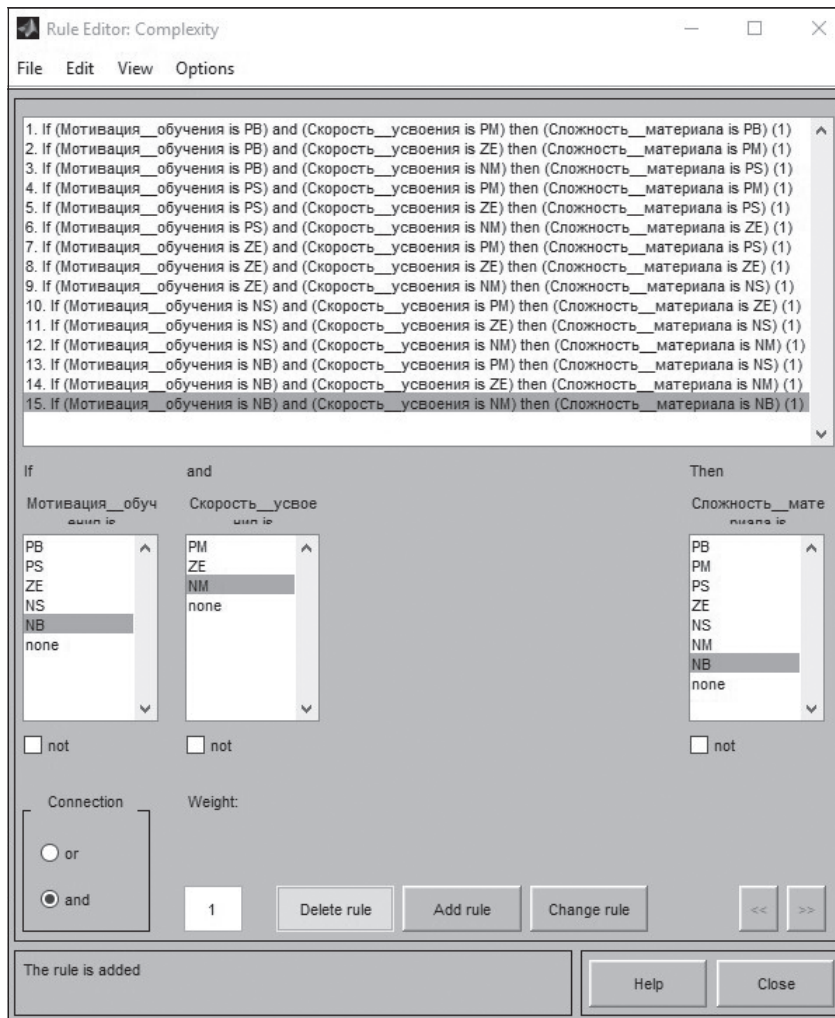 Rule Editor: Complexity
File Edit View Options
1. If (Мотивация__обучения is PB) and (Скорость__усвоения is PM) then (Сложность__материала is PB) (1)
2. If (Мотивация__обучения is PB) and (Скорость__усвоения is ZE) then (Сложность__материала is PM) (1)
3. If (Мотивация__обучения is PB) and (Скорость__усвоения is NM) then (Сложность__материала is PS) (1)
4. If (Мотивация__обучения is PS) and (Скорость__усвоения is PM) then (Сложность__материала is PM) (1)
5. If (Мотивация__обучения is PS) and (Скорость__усвоения is ZE) then (Сложность__материала is PS) (1)
6. If (Мотивация__обучения is PS) and (Скорость__усвоения is NM) then (Сложность__материала is ZE) (1)
7. If (Мотивация__обучения is ZE) and (Скорость__усвоения is PM) then (Сложность__материала is PS) (1)
8. If (Мотивация__обучения is ZE) and (Скорость__усвоения is ZE) then (Сложность__материала is ZE) (1)
9. If (Мотивация__обучения is ZE) and (Скорость__усвоения is NM) then (Сложность__материала is NS) (1)
10. If (Мотивация__обучения is NS) and (Скорость__усвоения is PM) then (Сложность__материала is ZE) (1)
11. If (Мотивация__обучения is NS) and (Скорость__усвоения is ZE) then (Сложность__материала is NS) (1)
12. If (Мотивация__обучения is NS) and (Скорость__усвоения is NM) then (Сложность__материала is NM) (1)
13. If (Мотивация__обучения is NB) and (Скорость__усвоения is PM) then (Сложность__материала is NS) (1)
14. If (Мотивация__обучения is NB) and (Скорость__усвоения is ZE) then (Сложность__материала is NM) (1)
15. If (Мотивация__обучения is NB) and (Скорость__усвоения is NM) then (Сложность__материала is NB) (1)
If
Мотивация__обуч
ения is
PB
PS
ZE
NS
NB
none
not
and
Скорость__усвое
ния is
PM
ZE
NM
none
not
Then
Сложность__мате
риала is
PB
PM
PS
ZE
NS
NM
NB
none
not
Connection
or
and
Weight:
1
Delete rule
Add rule
Change rule
<<
>>
The rule is added
Help
Close